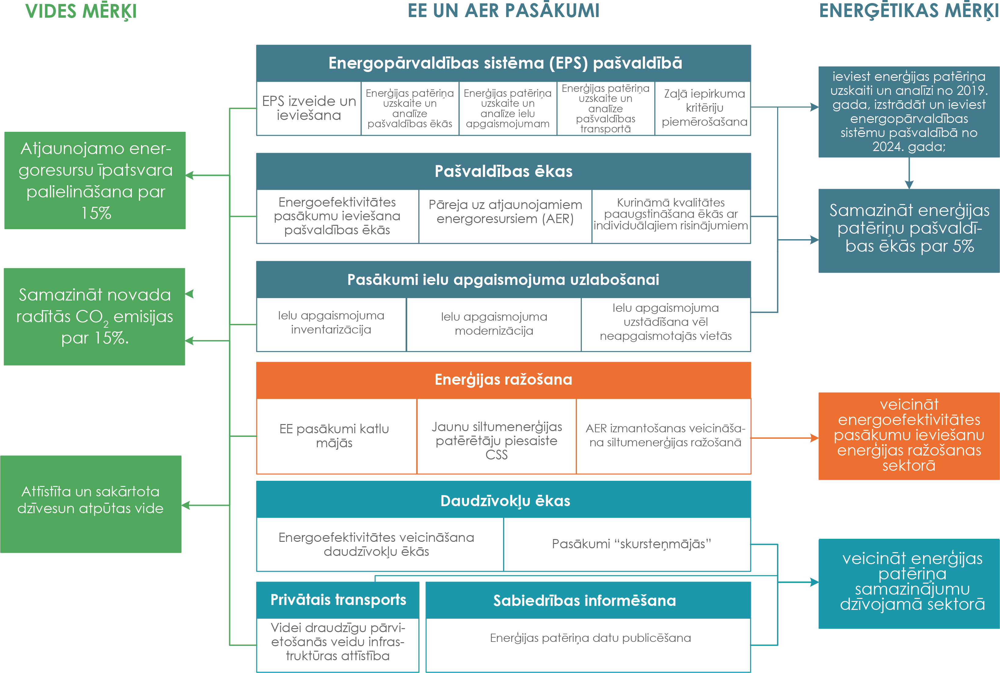 VIDES MĒRĶI
EE UN AER PASĀKUMI
ENERĢĒTIKAS MĒRĶI
Atjaunojamo ener-
goresursu īpatsvara
palielināšana par
15%
Samazināt novada
radītās CO₂ emisijas
par 15%.
Attīstīta un sakārtota
dzīvesun atpūtas vide
Energopārvaldības sistēma (EPS) pašvaldībā
EPS izveide un
ieviešana
Enerģijas patēriņa
uzskaite un
analīze
pašvaldības ēkās
Enerģijas patēriņa
uzskaite un
analīze ielu
apgaismojumam
Enerģijas patēriņa
uzskaite un
analīze
pašvaldības
transportā
Zaļā iepirkuma
kritēriju
piemērošašana
Pašvaldības ēkas
Energoefektivitātes
pasākumu ieviešana
pašvaldības ēkās
Pāreja uz atjaunojamiem
energoresursiem (AER)
Kurināmā kvalitātes
paaugstināšana ēkās ar
individuālajiem risinājumiem
Pasākumi ielu apgaismojuma uzlabošanai
Ielu apgaismojuma
inventarizācija
Ielu apgaismojuma
modernizācija
Ielu apgaismojuma
uzstādīšana vēl
neapgaismotajās vietās
Enerģijas ražošana
EE pasākumi katlu
mājās
Jaunu siltumenerģijas
patērētāju piesaiste
CSS
AER izmantošanas veicināša-
na siltumenerģijas ražošanā
Daudzīvokļu ēkas
Energoefektivitātes veicināšana
daudzīvokļu ēkās
Pasākumi “skursteņmājās”
Privātais transports
Videi draudzīgu pārvi-
etošanās veidu infras-
truktūras attīstība
Sabiedrības informēšana
Enerģijas patēriņa datu publicēšana
ieviest enerģijas patēriņa
uzskaiti un analīzi no 2019.
gada, izstrādāt un ieviest
energopārvaldības
sistēmu pašvaldībā no
2024. gada;
Samazināt enerģijas
patēriņu pašvaldī-
bas ēkās par 5%
veicināt
energoefektivitātes
pasākumu ieviešanu
enerģijas ražošanas
sektorā
veicināt enerģijas
patēriņa
samazinājumu
dzīvojamā sektorā